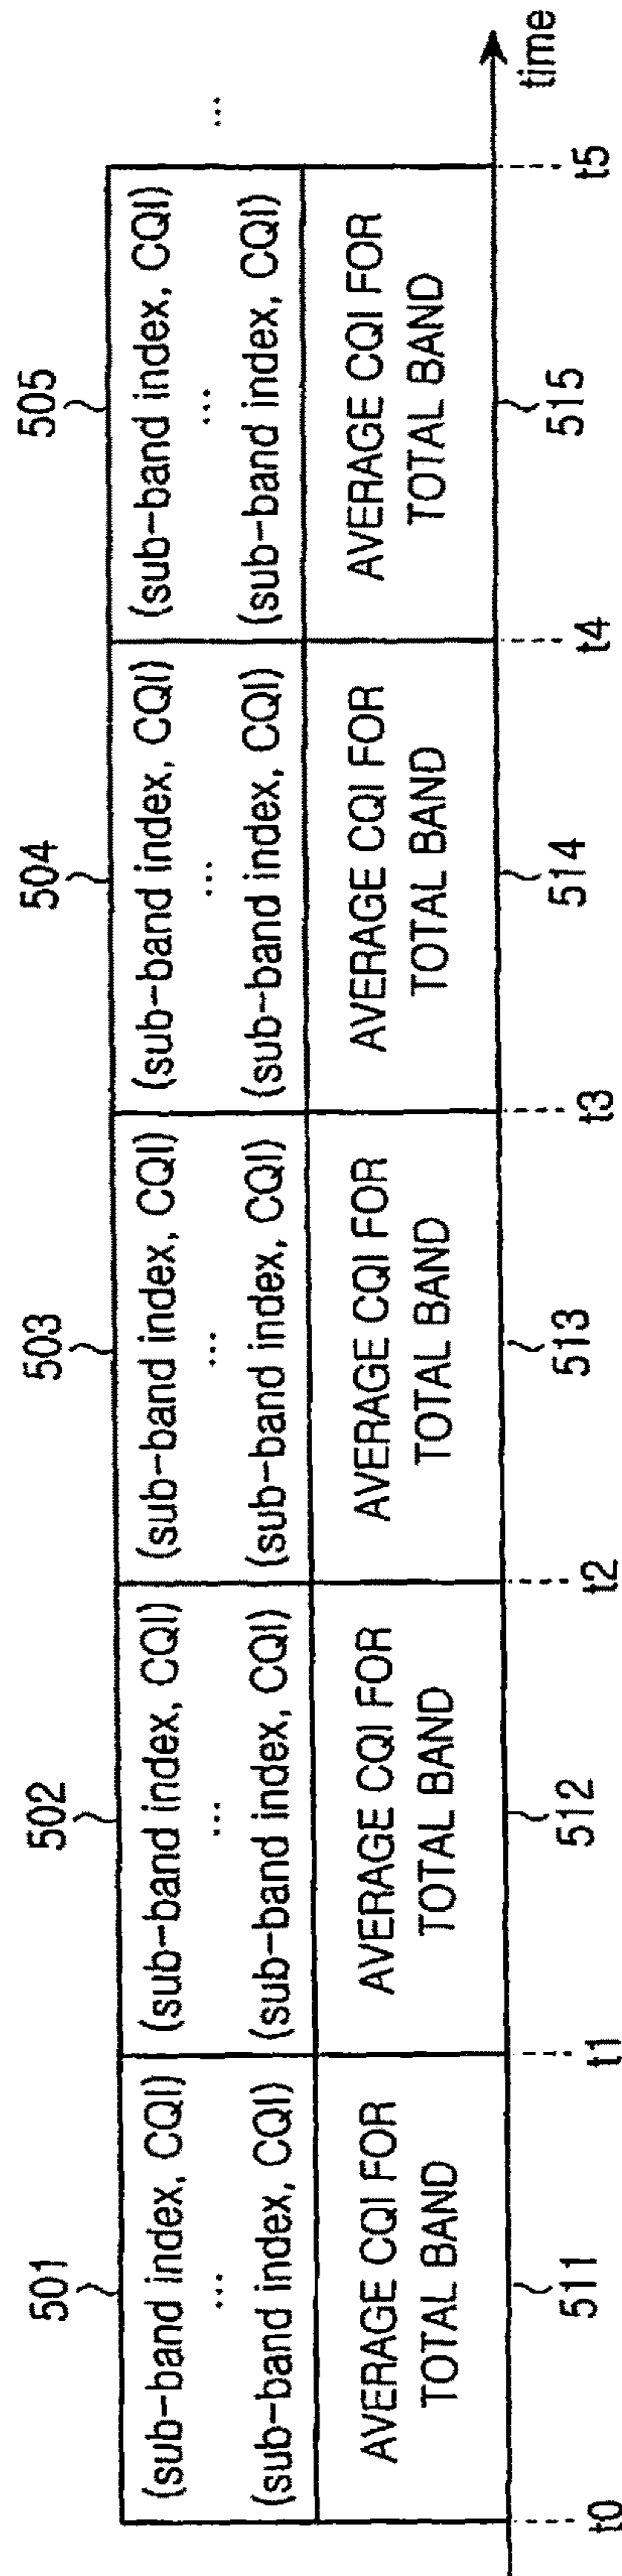 501 502 503 504 505
(sub-band index, CQI) (sub-band index, CQI) (sub-band index, CQI) (sub-band index, CQI) (sub-band index, CQI)
... ... ... ... ... ...
(sub-band index, CQI) (sub-band index, CQI) (sub-band index, CQI) (sub-band index, CQI) (sub-band index, CQI)
AVERAGE CQI FOR AVERAGE CQI FOR AVERAGE CQI FOR AVERAGE CQI FOR AVERAGE CQI FOR
TOTAL BAND TOTAL BAND TOTAL BAND TOTAL BAND TOTAL BAND
time
511 512 513 514 515
t0 t1 t2 t3 t4 t5